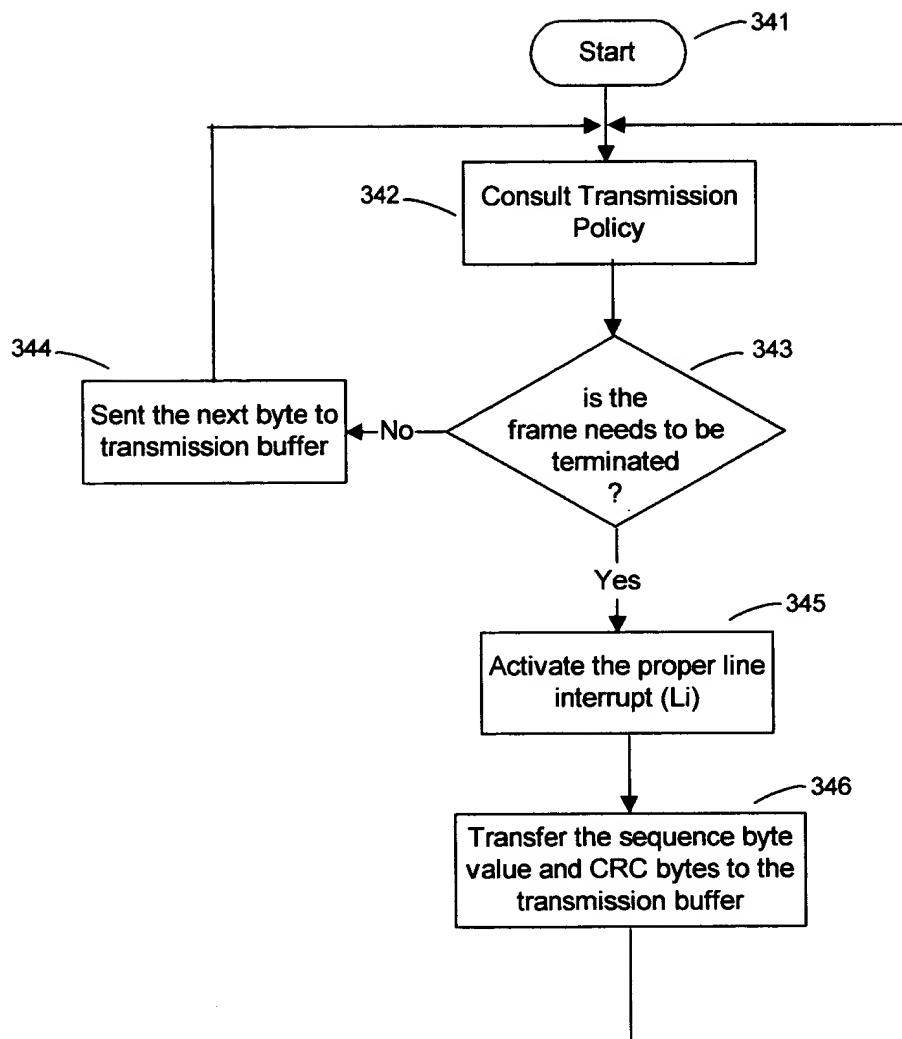 341
Start
342
Consult Transmission
Policy
343
is the
frame needs to be
terminated
?
344
Sent the next byte to
transmission buffer
No
Yes
345
Activate the proper line
interrupt (Li)
346
Transfer the sequence byte
value and CRC bytes to the
transmission buffer